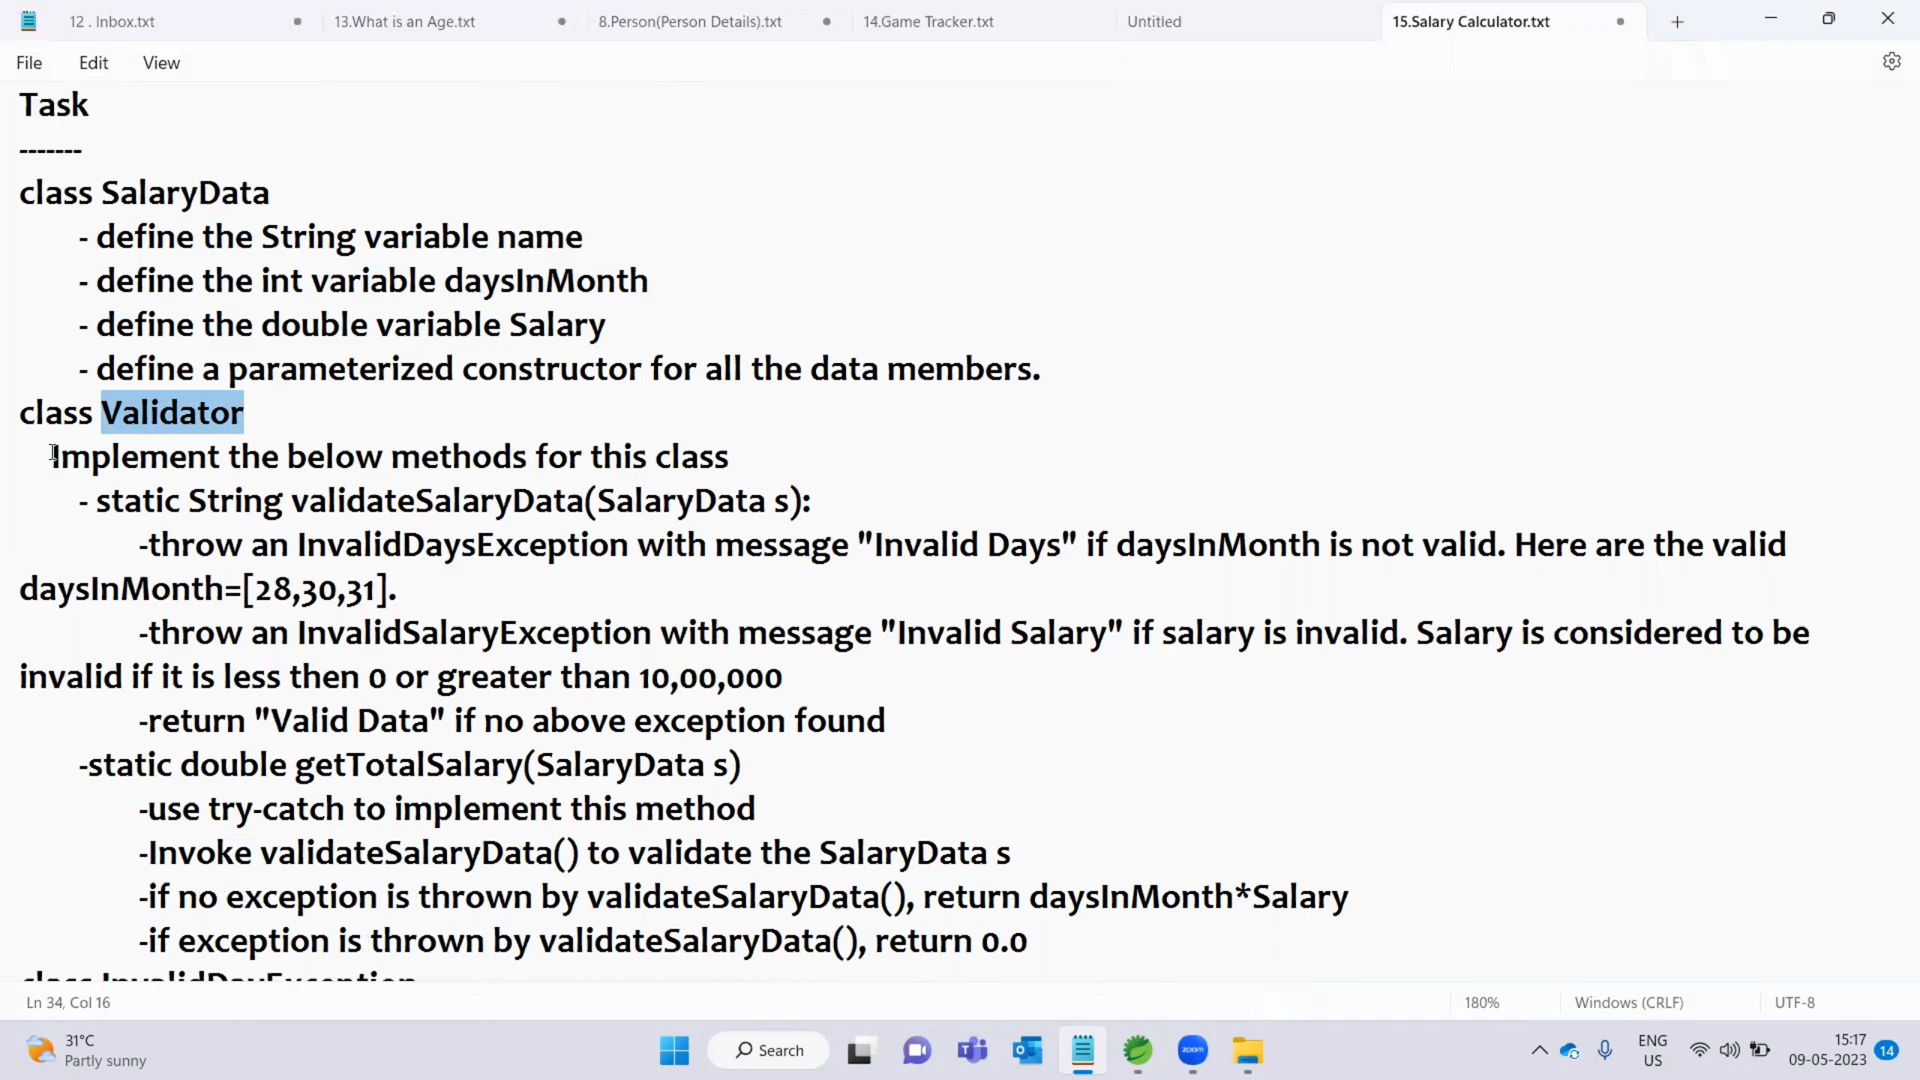 12 . Inbox.txt
13.What is an Age.txt
8.Person(Person Details).txt
14.Game Tracker.txt
Untitled
15.Salary Calculator.txt
File
Edit
View
Task
-------
class SalaryData
- define the String variable name
- define the int variable daysInMonth
- define the double variable Salary
- define a parameterized constructor for all the data members.
class Validator
Implement the below methods for this class
- static String validateSalaryData(SalaryData s):
-throw an InvalidDaysException with message "Invalid Days" if daysInMonth is not valid. Here are the valid
daysInMonth=[28,30,31].
-throw an InvalidSalaryException with message "Invalid Salary" if salary is invalid. Salary is considered to be
invalid if it is less then 0 or greater than 10,00,000
-return "Valid Data" if no above exception found
-static double getTotalSalary(SalaryData s)
-use try-catch to implement this method
-Invoke validateSalaryData() to validate the SalaryData s
-if no exception is thrown by validateSalaryData(), return daysInMonth*Salary
-if exception is thrown by validateSalaryData(), return 0.0
class InvalidDayException
Ln 34, Col 16
180%
Windows (CRLF)
UTF-8
31°C
Partly sunny
Search
zoom
ENG
US
15:17
09-05-2023
14